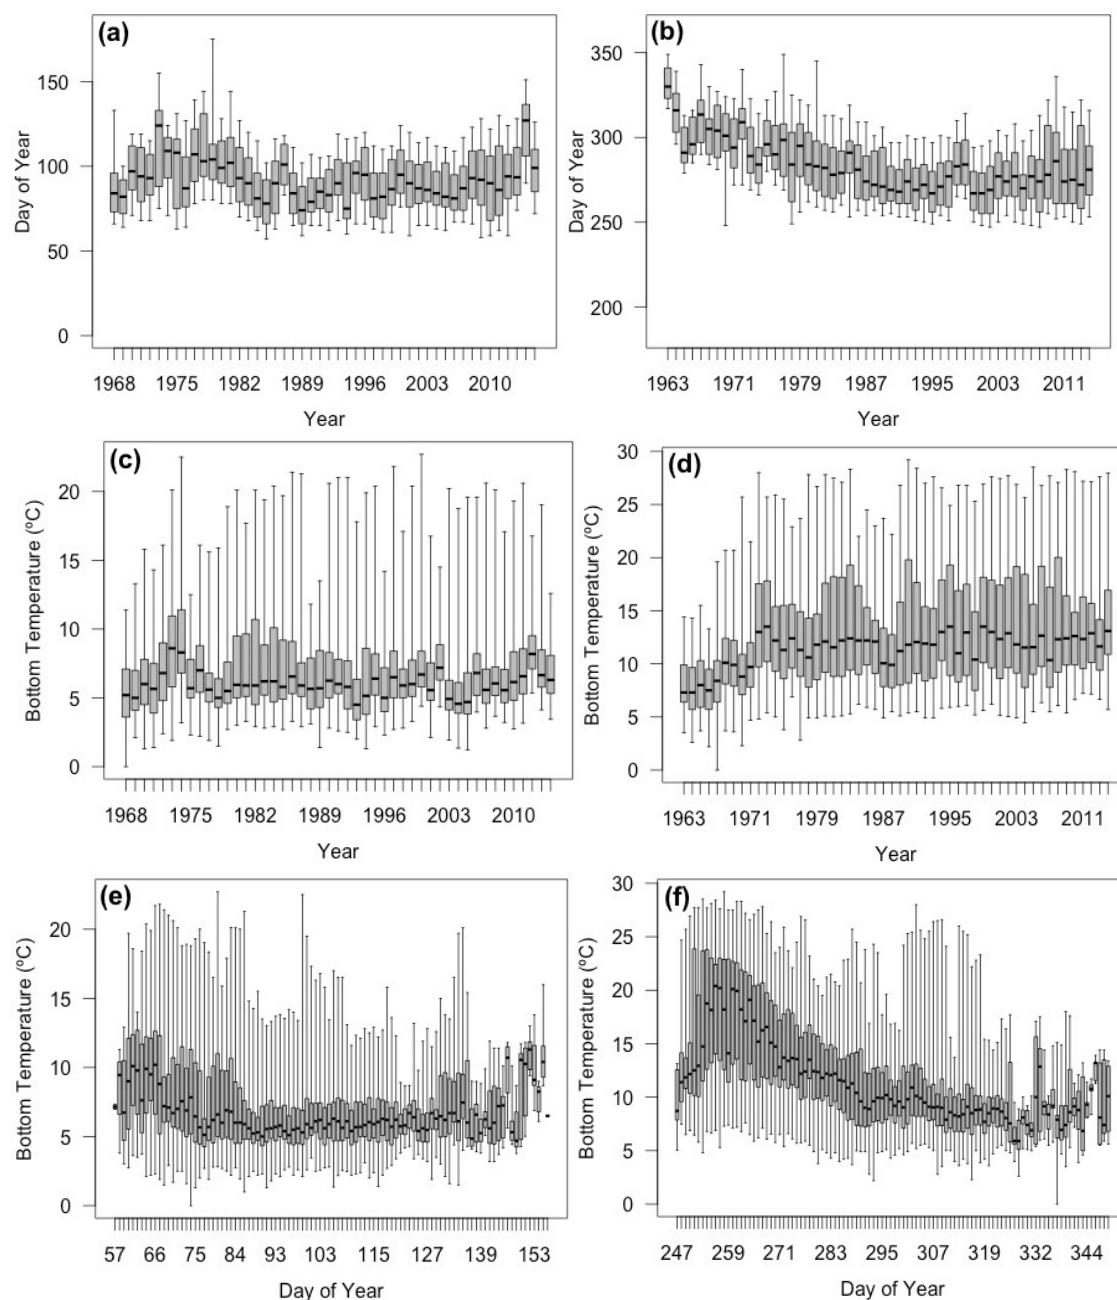 (a)
Day of Year
150
100
50
0
1968 1975 1982 1989 1996 2003 2010
Year
(b)
Day of Year
350
300
250
200
1963 1971 1979 1987 1995 2003 2011
Year
(c)
Bottom Temperature (ºC)
20
15
10
5
0
1968 1975 1982 1989 1996 2003 2010
Year
(d)
Bottom Temperature (ºC)
30
25
20
15
10
5
0
1963 1971 1979 1987 1995 2003 2011
Year
(e)
Bottom Temperature (ºC)
20
15
10
5
0
57 66 75 84 93 103 115 127 139 153
Day of Year
(f)
Bottom Temperature (ºC)
30
25
20
15
10
5
0
247 259 271 283 295 307 319 332 344
Day of Year